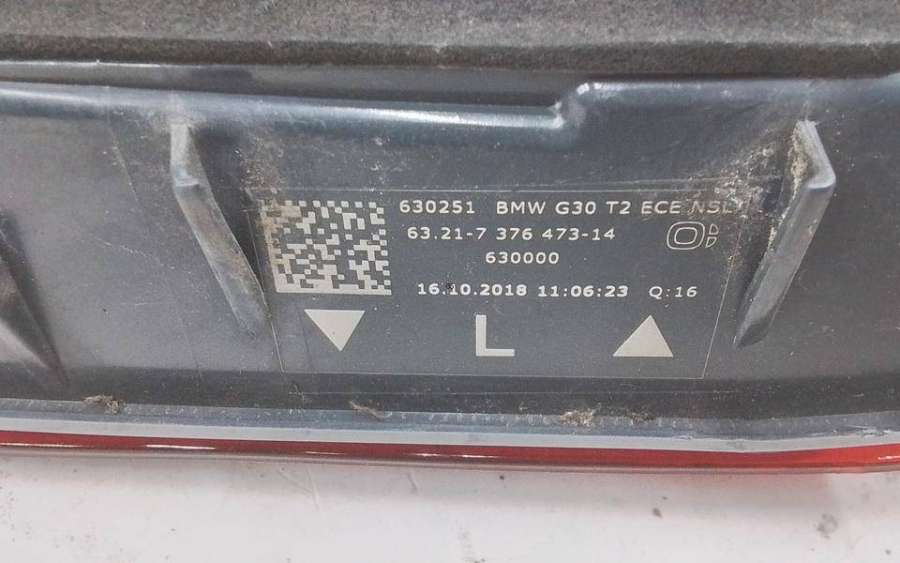 630251 BMW G30 T2 ECE NSL
63.21-7 376 473-14
630000
16.10.2018 11:06:23 Q:16
L